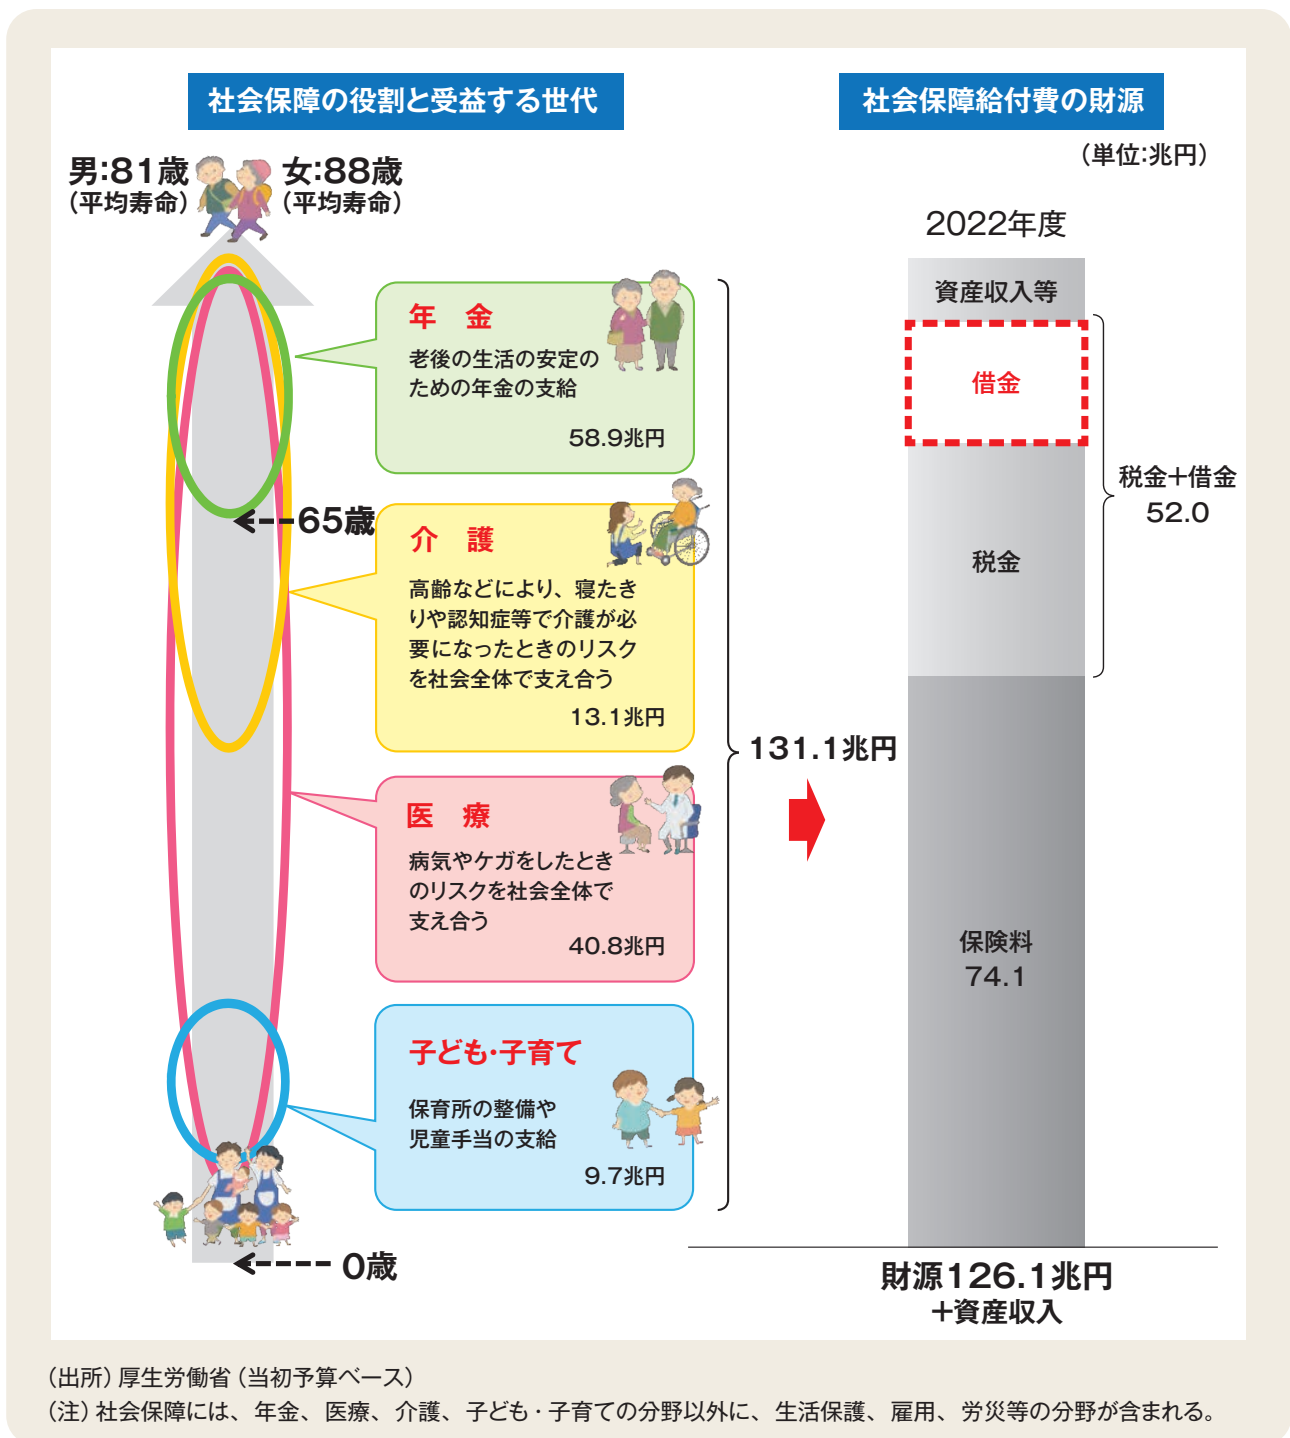 社会保障の役割と受益する世代
男:81歳
(平均寿命)
女:88歳
(平均寿命)
年 金
老後の生活の安定の
ための年金の支給
58.9兆円
65歳
介 護
高齢などにより、寝たき
りや認知症等で介護が必
要になったときのリスク
を社会全体で支え合う
13.1兆円
医 療
病気やケガをしたとき
のリスクを社会全体で
支え合う
40.8兆円
子ども・子育て
保育所の整備や
児童手当の支給
9.7兆円
0歳
131.1兆円
社会保障給付費の財源
(単位:兆円)
2022年度
資産収入等
借金
税金+借金
52.0
税金
保険料
74.1
財源126.1兆円
+資産収入
(出所)厚生労働省(当初予算ベース)
(注)社会保障には、年金、医療、介護、子ども・子育ての分野以外に、生活保護、雇用、労災等の分野が含まれる。